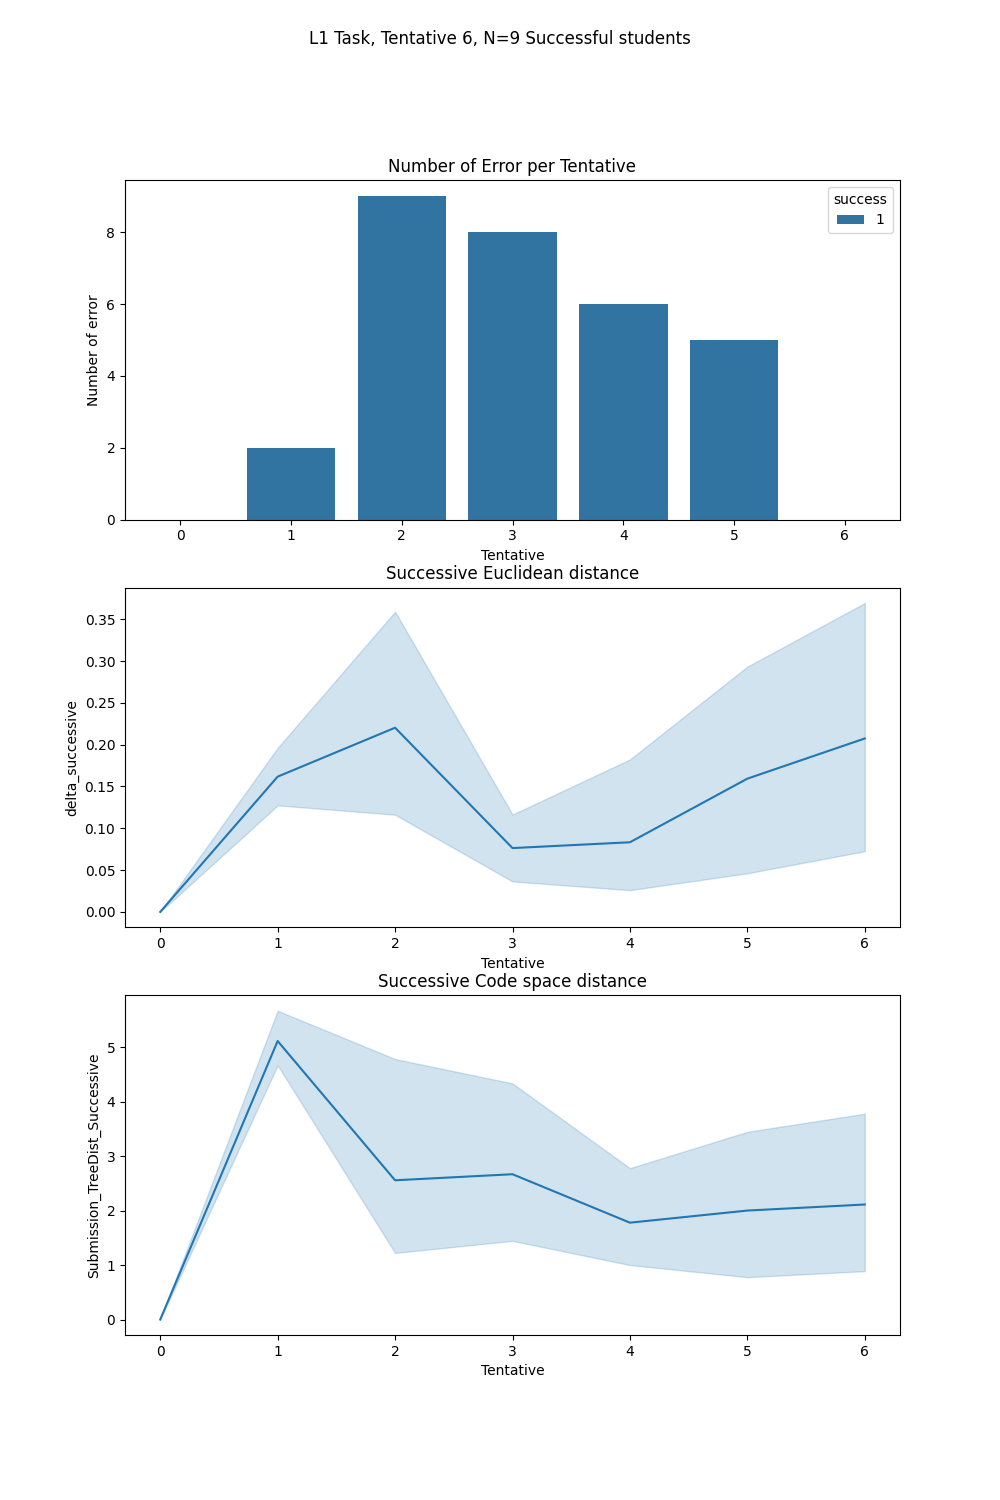 L1 Task, Tentative 6, N=9 Successful students
Number of Error per Tentative
success
1
Number of error
8
6
4
2
0
0 1 2 3 4 5 6
Tentative
Successive Euclidean distance
delta_successive
0.35
0.30
0.25
0.20
0.15
0.10
0.05
0.00
0 1 2 3 4 5 6
Tentative
Successive Code space distance
Submission_TreeDist_Successive
5
4
3
2
1
0
0 1 2 3 4 5 6
Tentative